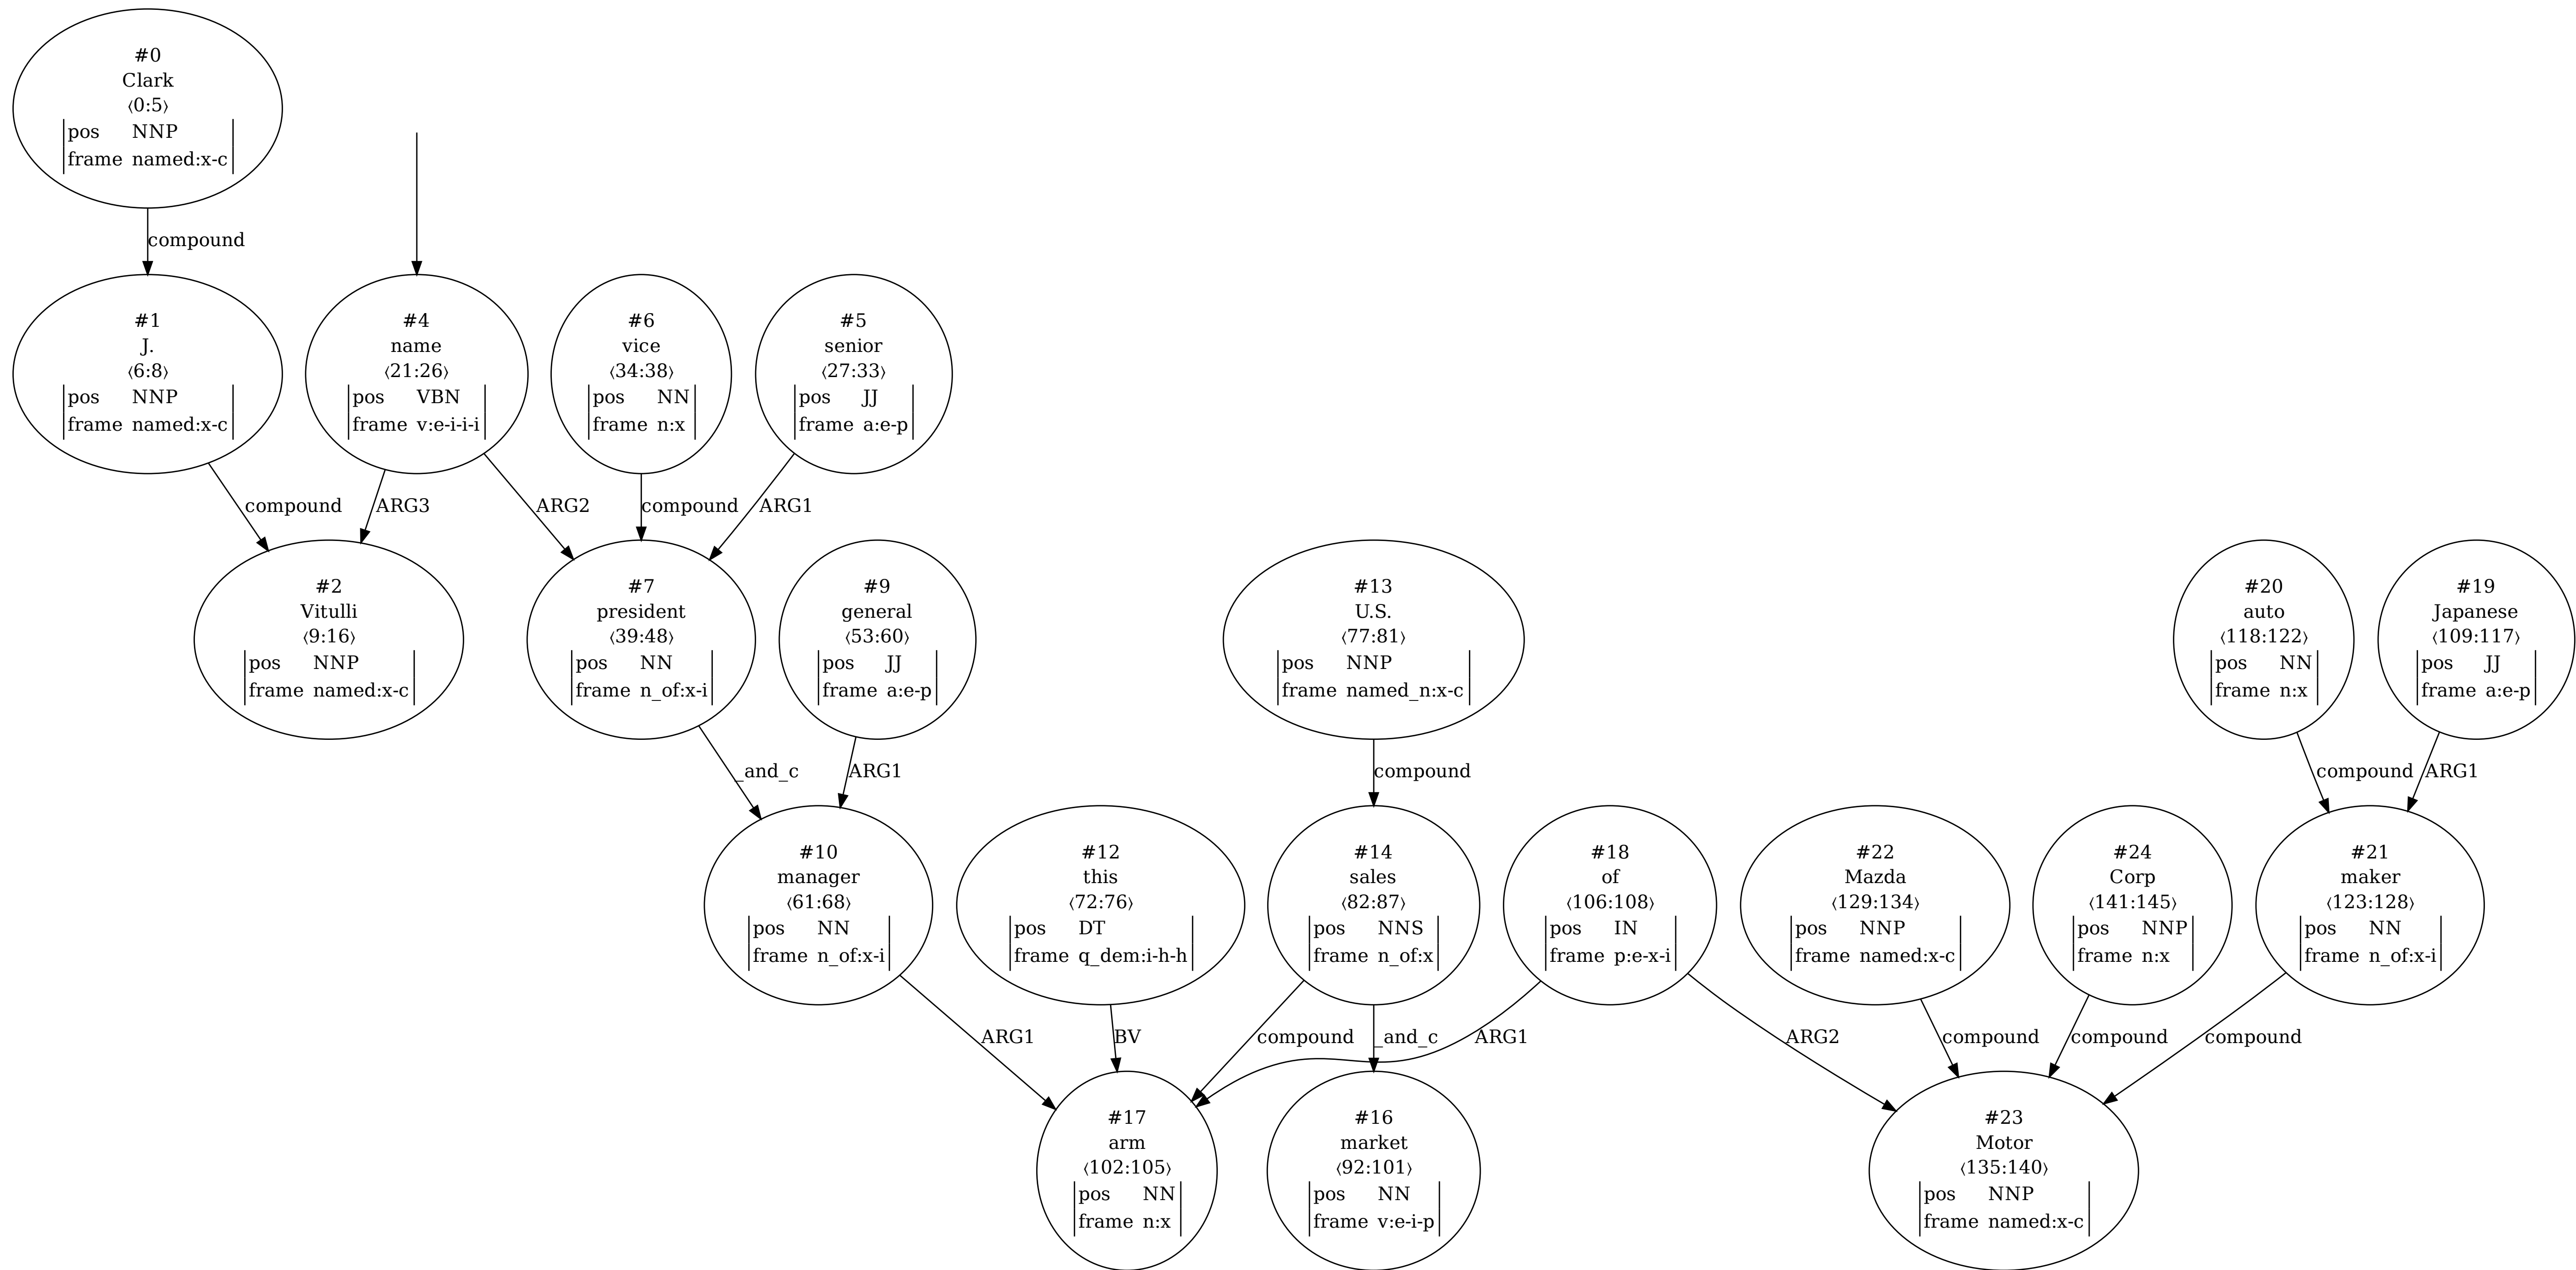 #0
Clark
⟨0:5⟩
pos NNP
frame named:x-c
compound
#1
J.
⟨6:8⟩
pos NNP
frame named:x-c
#4
name
⟨21:26⟩
pos VBN
frame v:e-i-i-i
#6
vice
⟨34:38⟩
pos NN
frame n:x
#5
senior
⟨27:33⟩
pos JJ
frame a:e-p
compound
ARG3
ARG2
compound
ARG1
#2
Vitulli
⟨9:16⟩
pos NNP
frame named:x-c
#7
president
⟨39:48⟩
pos NN
frame n_of:x-i
#9
general
⟨53:60⟩
pos JJ
frame a:e-p
#13
U.S.
⟨77:81⟩
pos NNP
frame named_n:x-c
#20
auto
⟨118:122⟩
pos NN
frame n:x
#19
Japanese
⟨109:117⟩
pos JJ
frame a:e-p
_and_c
ARG1
compound
compound
ARG1
#10
manager
⟨61:68⟩
pos NN
frame n_of:x-i
#12
this
⟨72:76⟩
pos DT
frame q_dem:i-h-h
#14
sales
⟨82:87⟩
pos NNS
frame n_of:x
#18
of
⟨106:108⟩
pos IN
frame p:e-x-i
#22
Mazda
⟨129:134⟩
pos NNP
frame named:x-c
#24
Corp
⟨141:145⟩
pos NNP
frame n:x
#21
maker
⟨123:128⟩
pos NN
frame n_of:x-i
ARG1
BV
compound
_and_c
ARG1
ARG2
compound
compound
compound
#17
arm
⟨102:105⟩
pos NN
frame n:x
#16
market
⟨92:101⟩
pos NN
frame v:e-i-p
#23
Motor
⟨135:140⟩
pos NNP
frame named:x-c